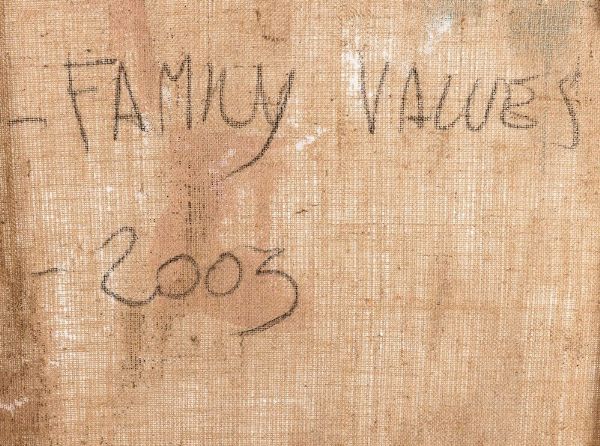 - FAMILY VALUES
- 2003